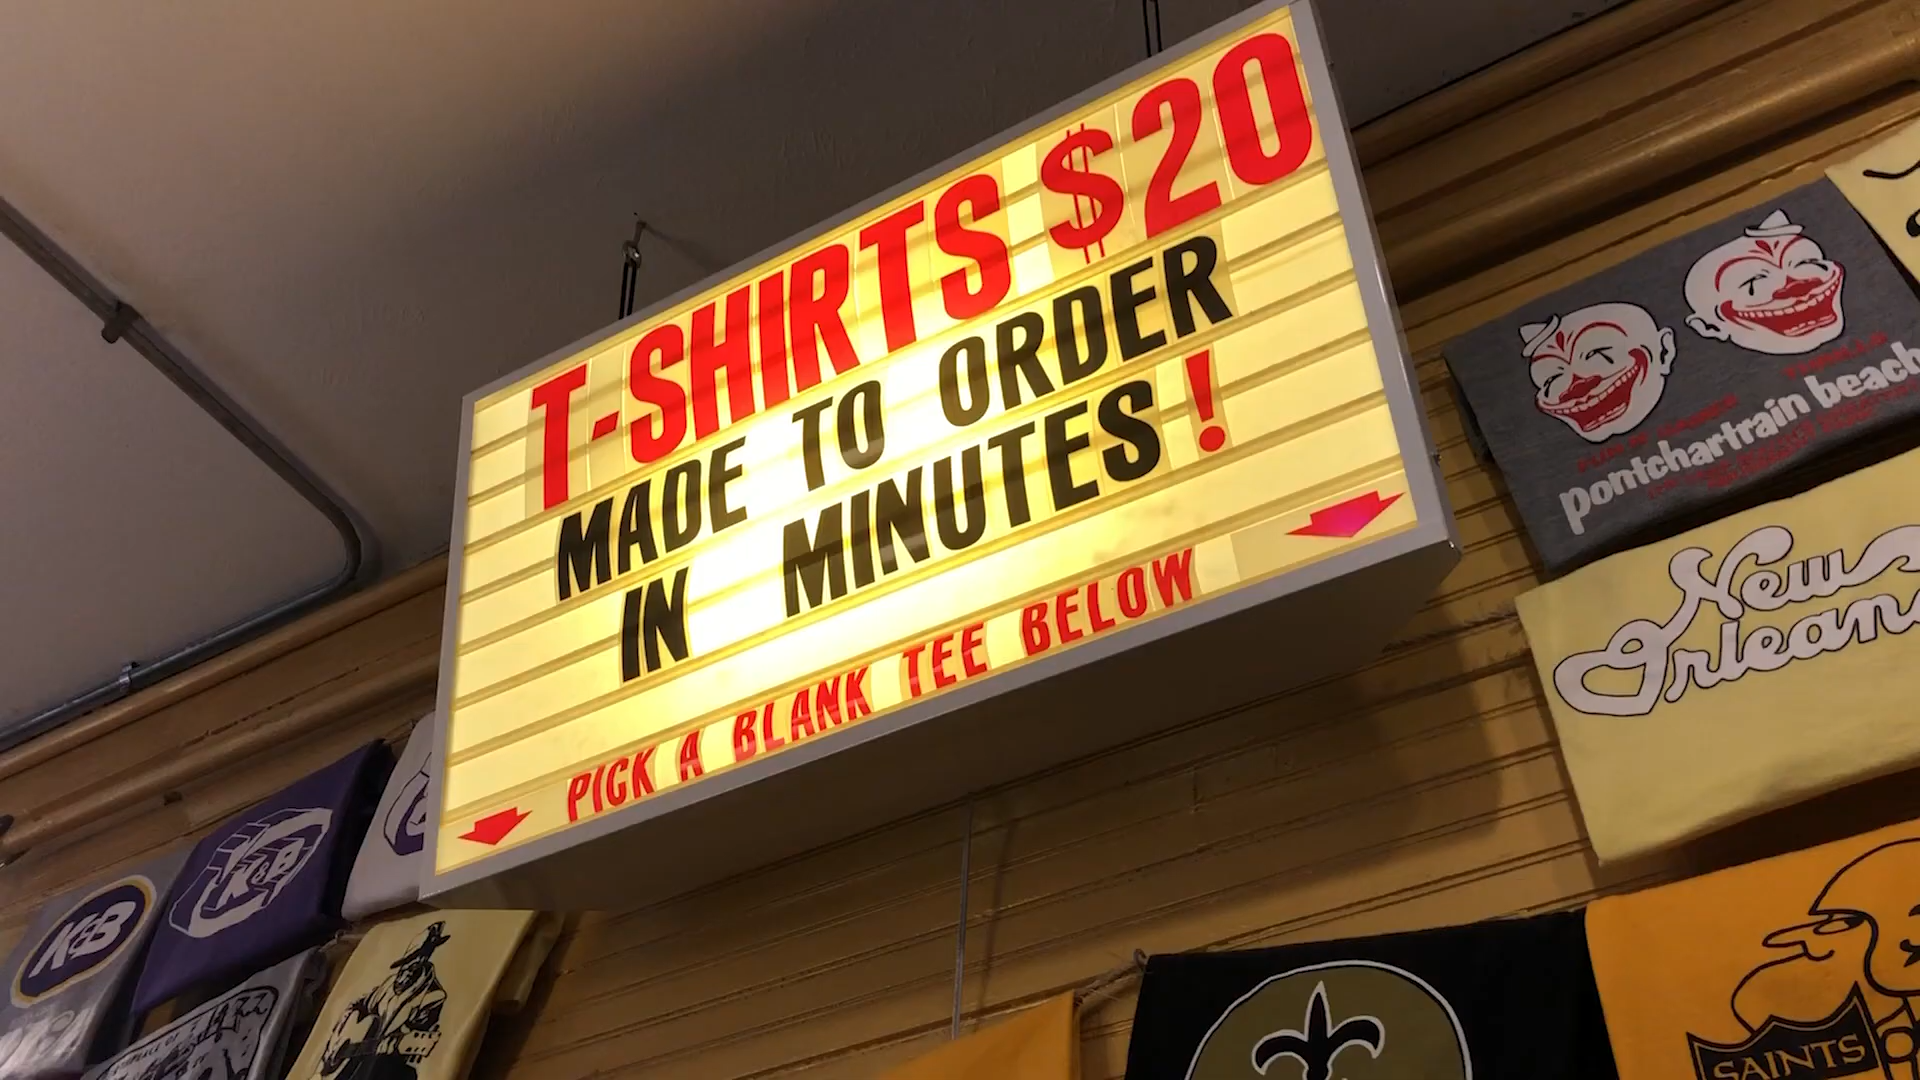 T-SHIRTS $20
MADE TO ORDER
IN MINUTES!
PICK A BLANK TEE BELOW
pontchartrain beach
New
Orleans
K&B
K&B
SAINTS